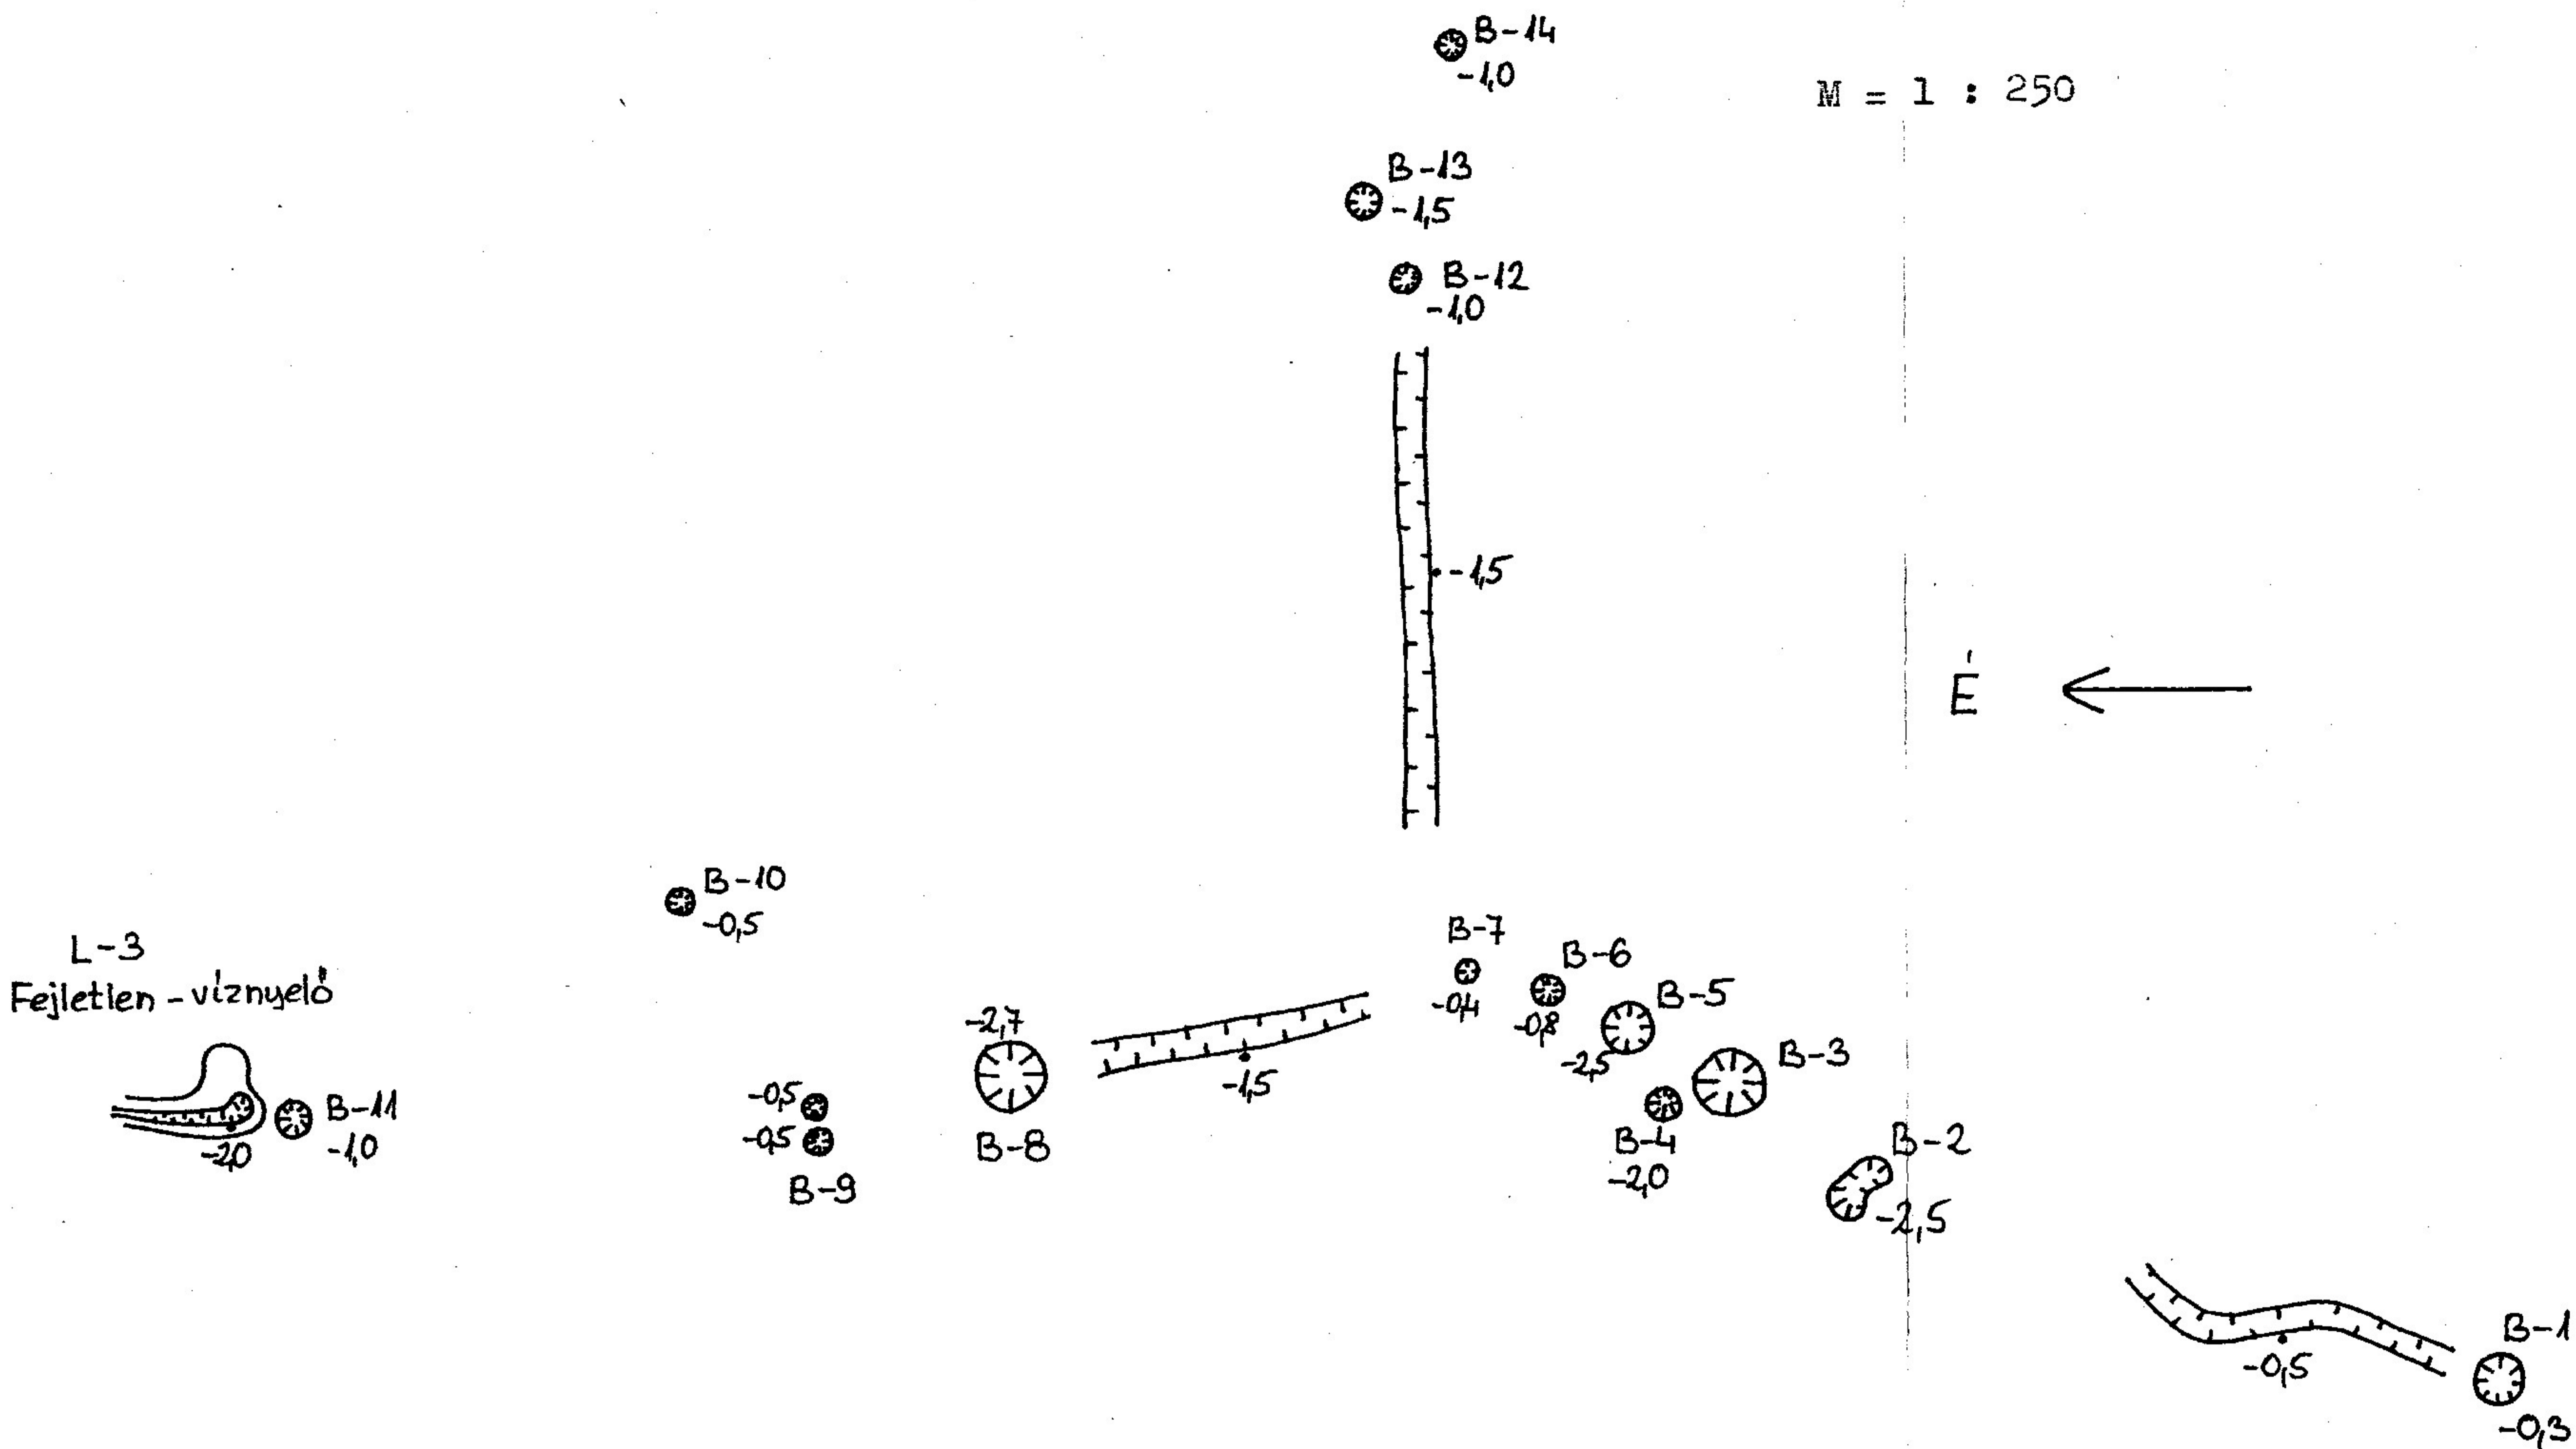 B-14
-1,0
M = 1 : 250
B-13
-1,5
B-12
-1,0
-1,5
É
B-10
-0,5
L-3
Fejletlen-víznyelő
B-7
-0,4
B-6
-0,8
B-5
-2,5
B-3
-2,7
-1,5
B-8
-0,5
-0,5
B-9
B-11
-1,0
-2,0
B-4
-2,0
B-2
-2,5
-0,5
B-1
-0,3